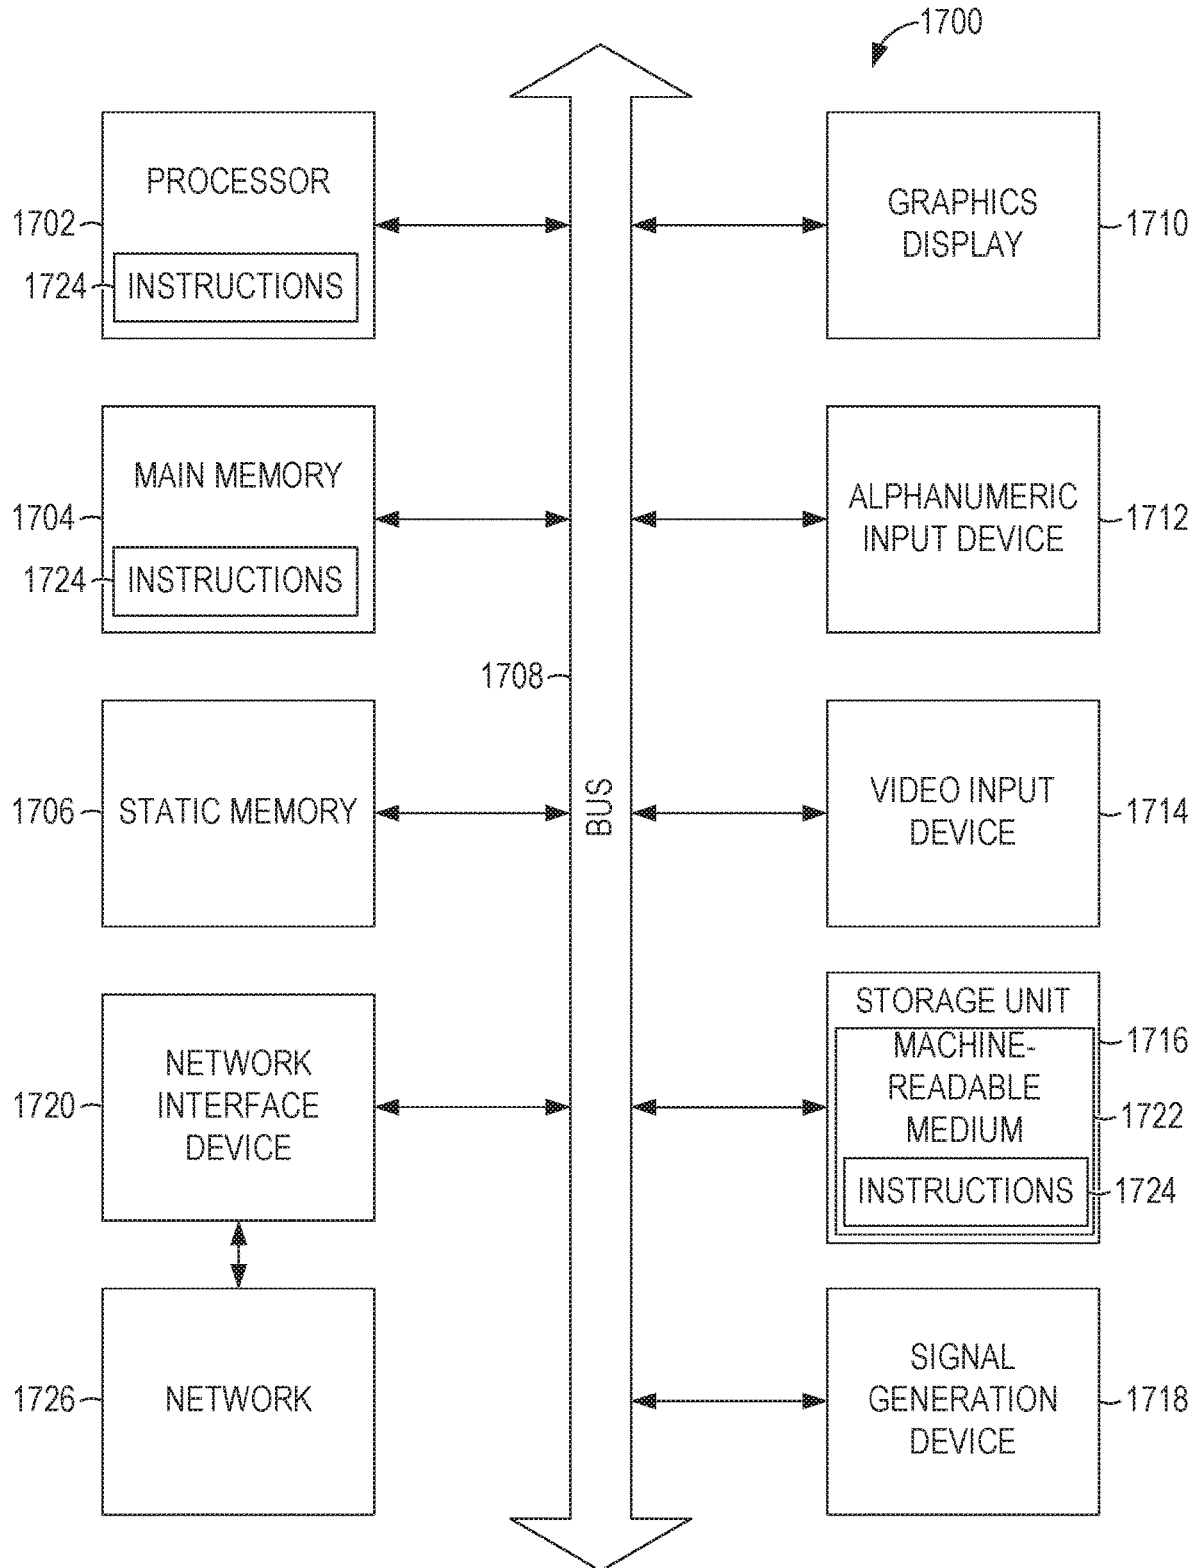 1700
PROCESSOR
1702
1724
INSTRUCTIONS
GRAPHICS
DISPLAY
1710
MAIN MEMORY
1704
1724
INSTRUCTIONS
ALPHANUMERIC
INPUT DEVICE
1712
1708
BUS
1706
STATIC MEMORY
VIDEO INPUT
DEVICE
1714
1720
NETWORK
INTERFACE
DEVICE
STORAGE UNIT
1716
MACHINE-
READABLE
MEDIUM
1722
INSTRUCTIONS
1724
1726
NETWORK
SIGNAL
GENERATION
DEVICE
1718